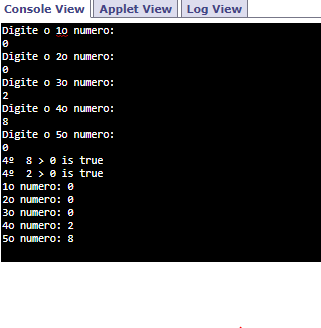 Console View Applet View Log View
Digite o 1o numero:
0
Digite o 2o numero:
0
Digite o 3o numero:
2
Digite o 4o numero:
8
Digite o 5o numero:
0
4º  8 > 0 is true
4º  2 > 0 is true
1o numero: 0
2o numero: 0
3o numero: 0
4o numero: 2
5o numero: 8